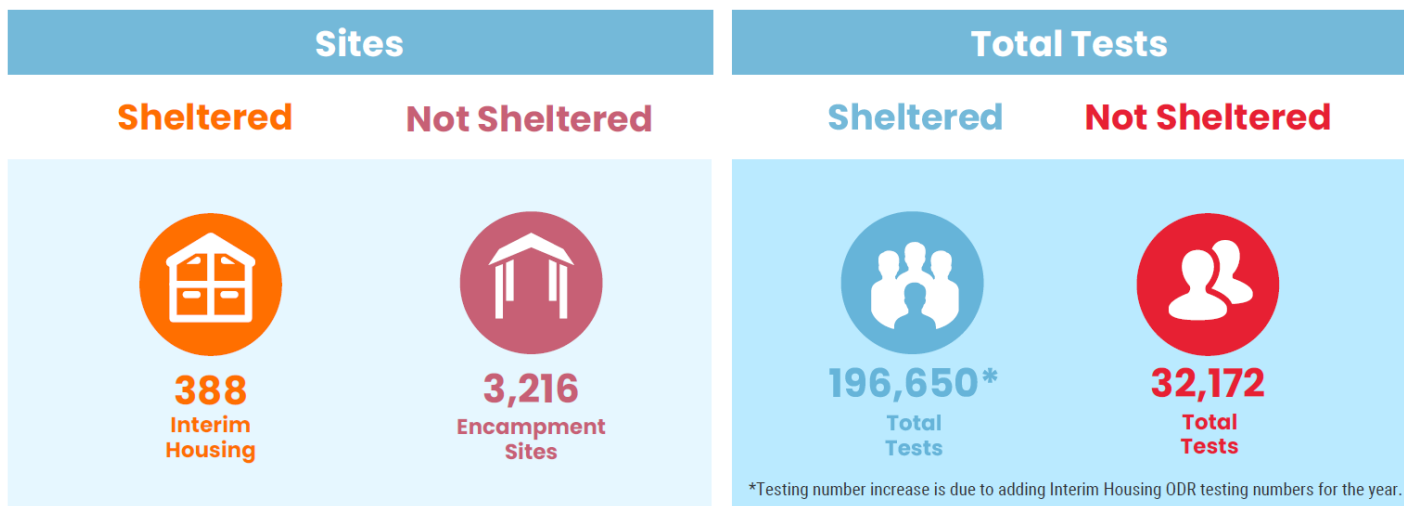 Sites
Sheltered
Not Sheltered
388
Interim
Housing
3,216
Encampment
Sites
Total Tests
Sheltered
Not Sheltered
196,650*
Total
Tests
32,172
Total
Tests
*Testing number increase is due to adding Interim Housing ODR testing numbers for the year.